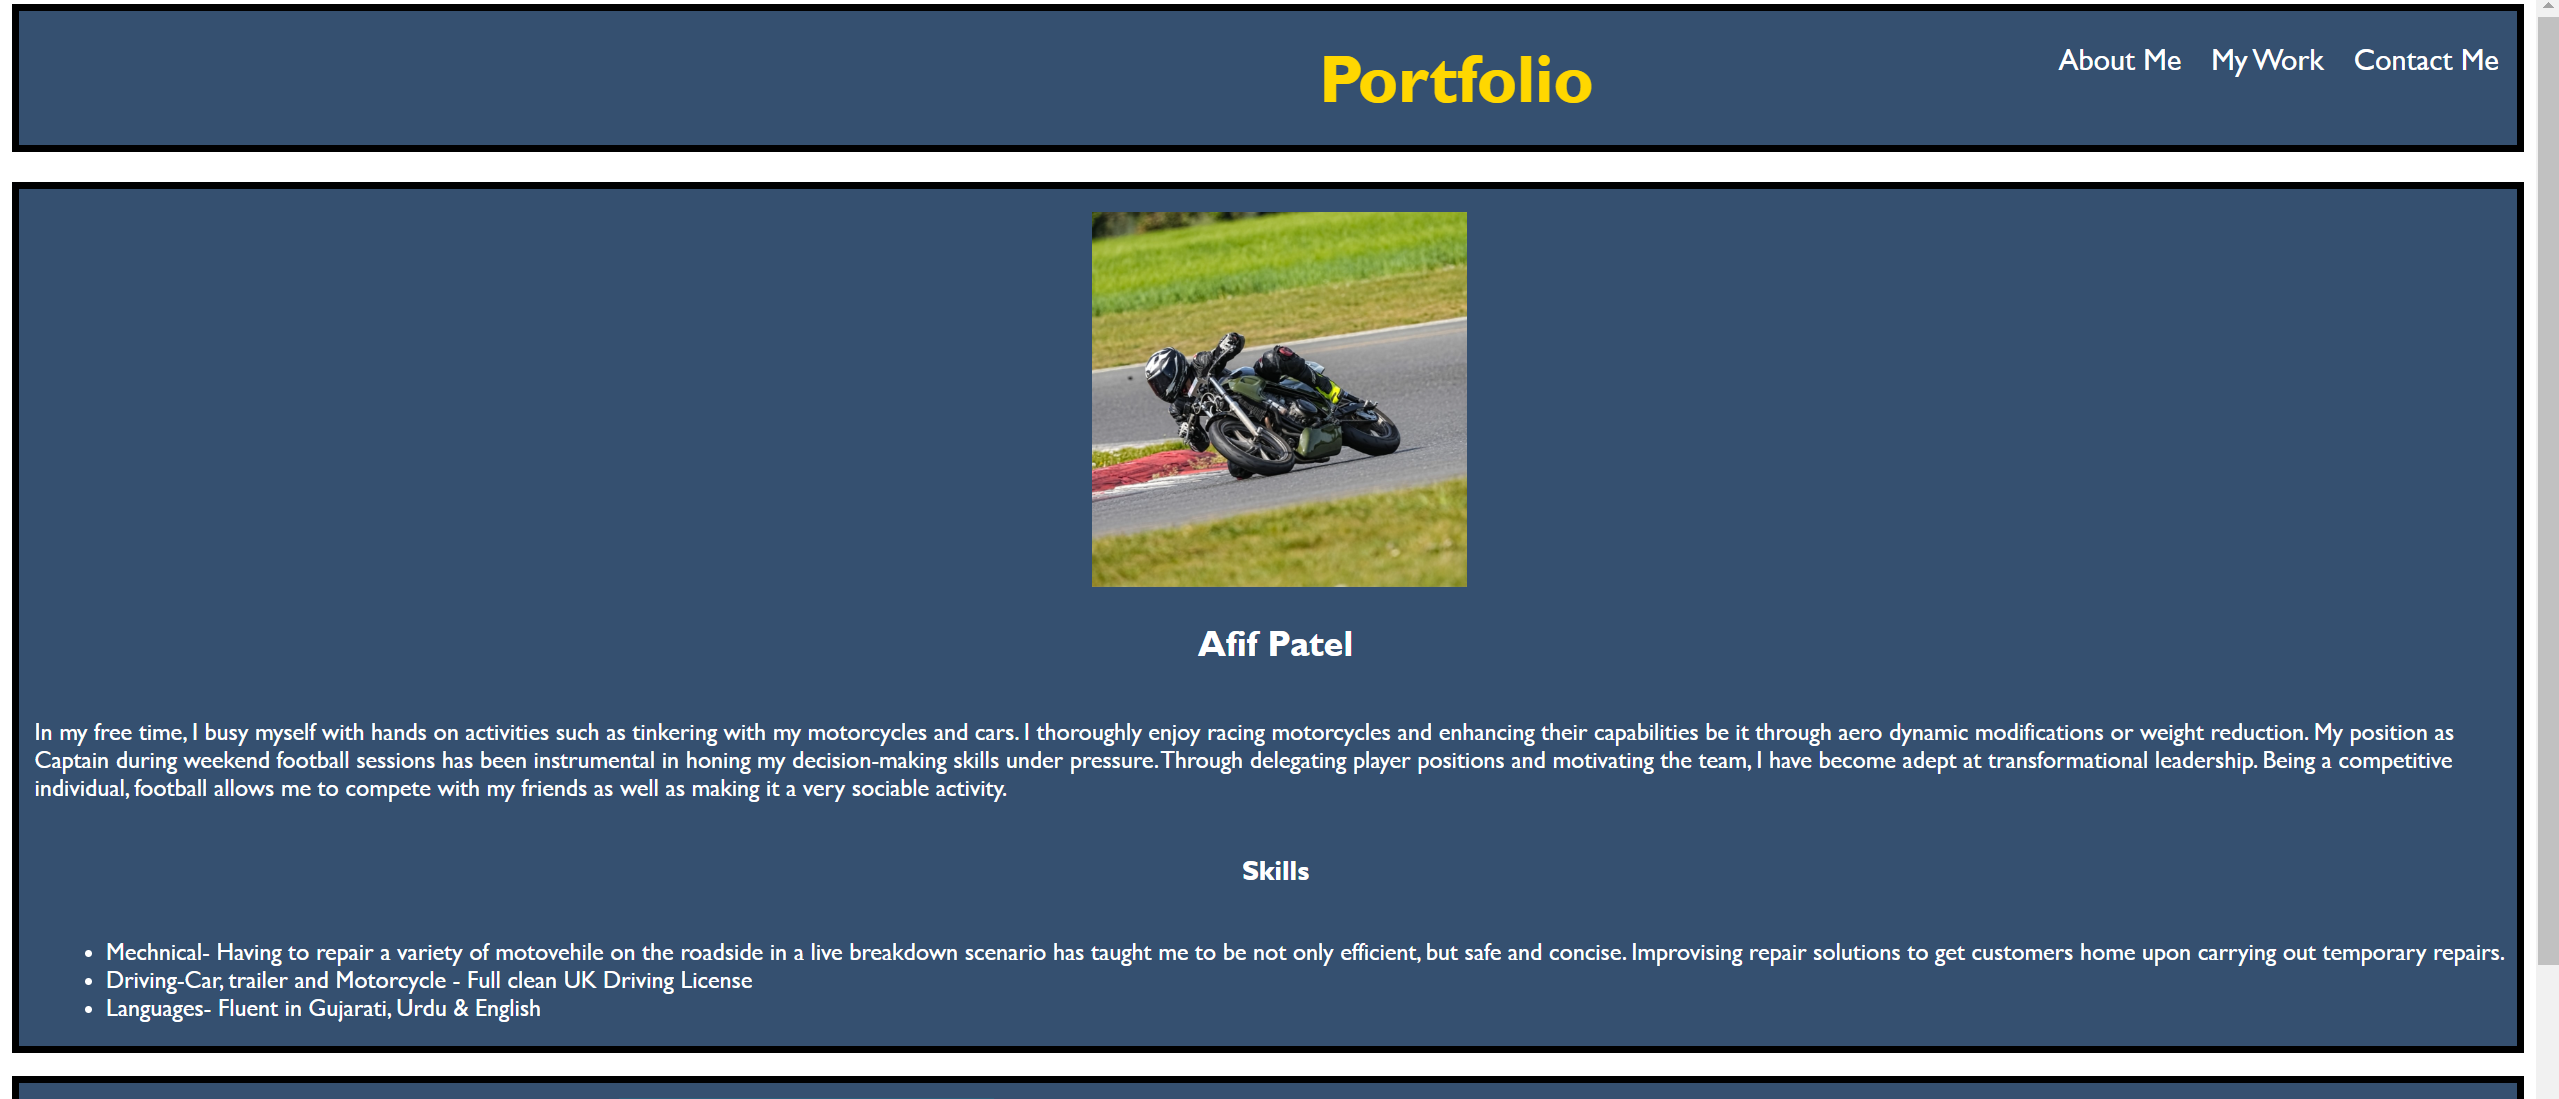 Portfolio
About Me My Work Contact Me
Afif Patel
In my free time, I busy myself with hands on activities such as tinkering with my motorcycles and cars. I thoroughly enjoy racing motorcycles and enhancing their capabilities be it through aero dynamic modifications or weight reduction. My position as
Captain during weekend football sessions has been instrumental in honing my decision-making skills under pressure. Through delegating player positions and motivating the team, I have become adept at transformational leadership. Being a competitive
individual, football allows me to compete with my friends as well as making it a very sociable activity.
Skills
• Mechnical- Having to repair a variety of motovehile on the roadside in a live breakdown scenario has taught me to be not only efficient, but safe and concise. Improvising repair solutions to get customers home upon carrying out temporary repairs.
• Driving-Car, trailer and Motorcycle - Full clean UK Driving License
• Languages- Fluent in Gujarati, Urdu & English